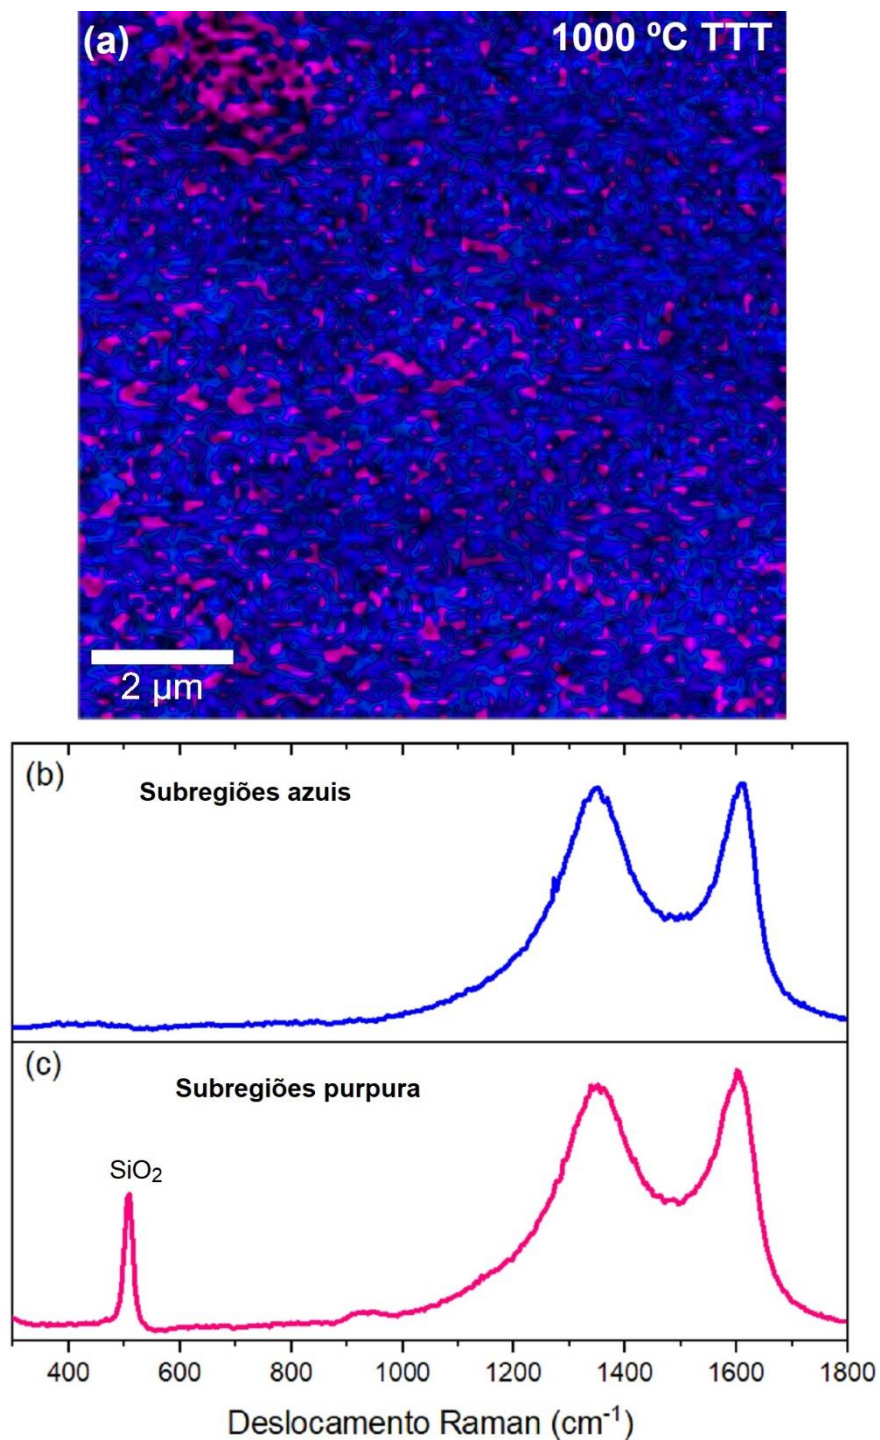 (a)
1000 ºC TTT
2 µm
(b)
Subregiões azuis
(c)
Subregiões purpura
SiO₂
400 600 800 1000 1200 1400 1600 1800
Deslocamento Raman (cm⁻¹)